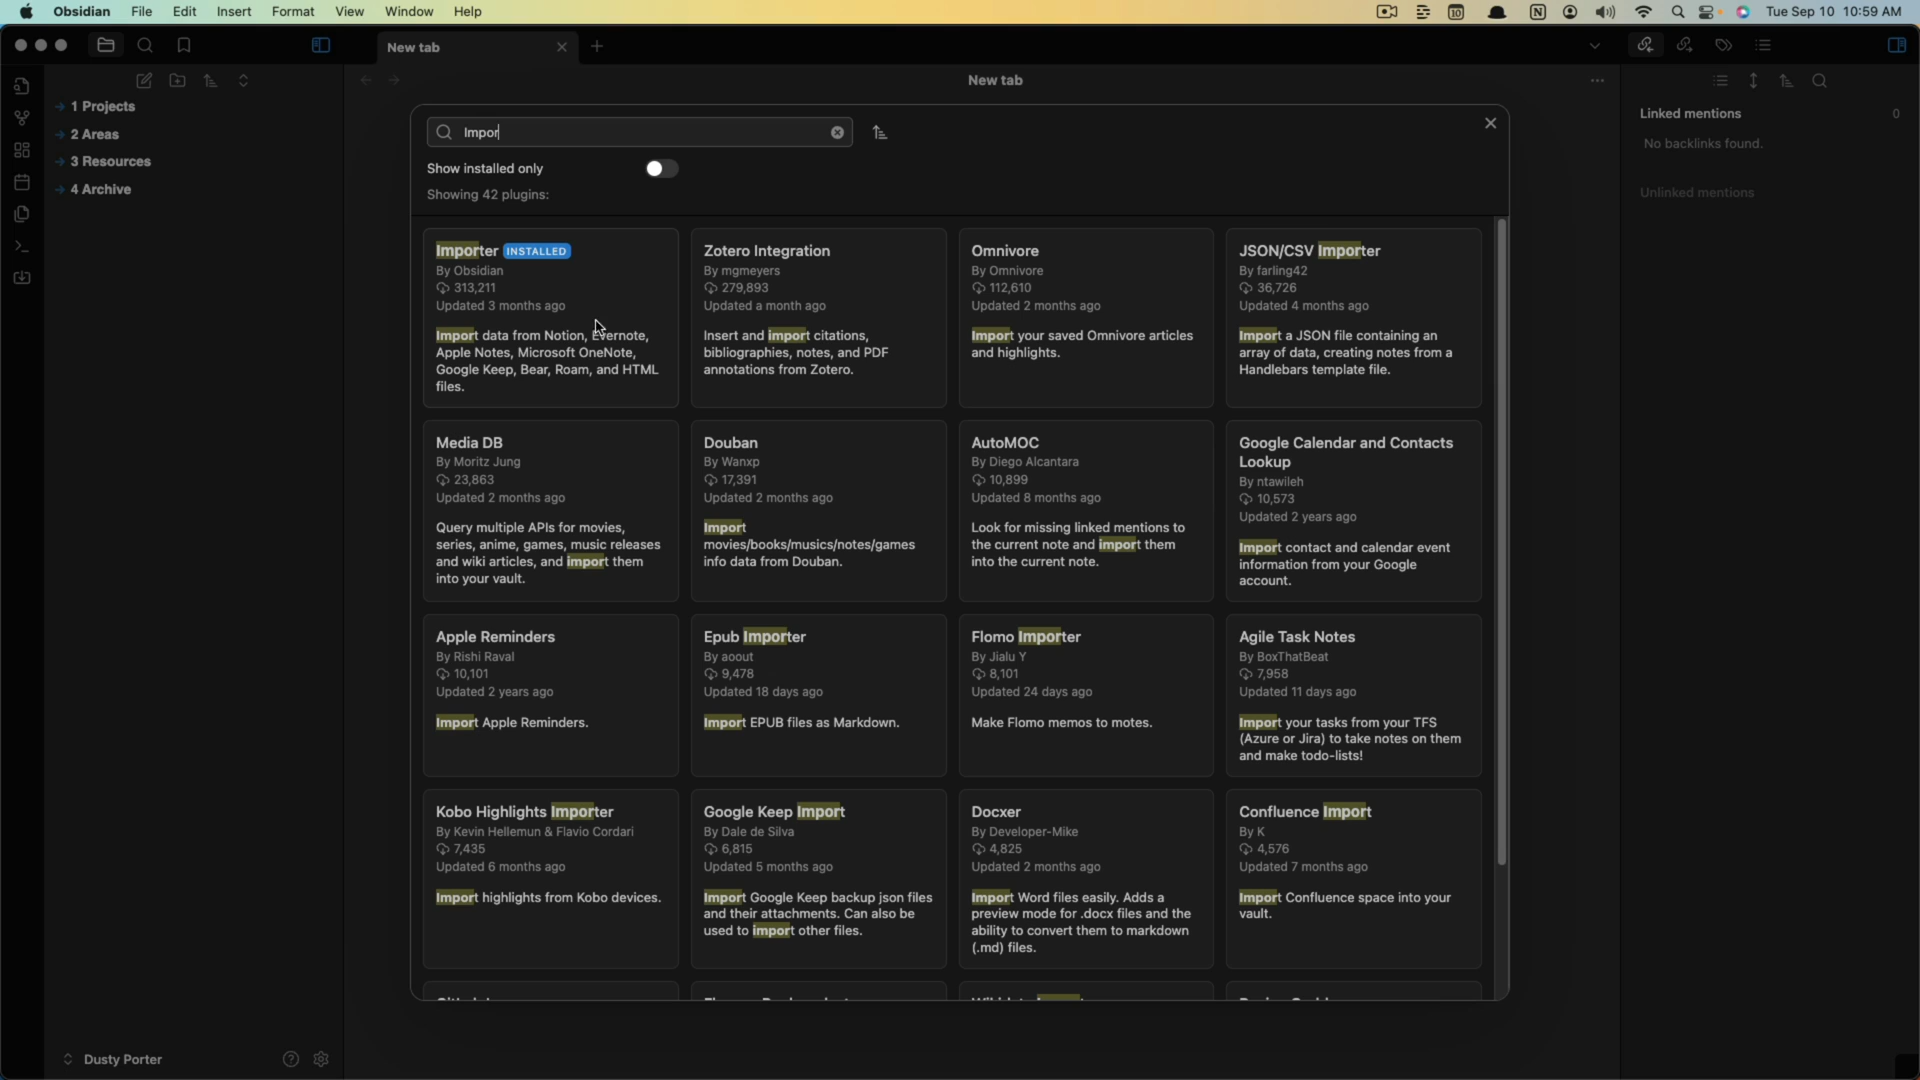 Obsidian File Edit Insert Format View Window Help
10
Tue Sep 10 10:59 AM
New tab
New tab
1 Projects
2 Areas
3 Resources
4 Archive
Dusty Porter
Impor
Show installed only
Showing 42 plugins:
Importer INSTALLED
By Obsidian
313,211
Updated 3 months ago
Import data from Notion, Evernote,
Apple Notes, Microsoft OneNote,
Google Keep, Bear, Roam, and HTML
files.
Zotero Integration
By mgmeyers
279,893
Updated a month ago
Insert and import citations,
bibliographies, notes, and PDF
annotations from Zotero.
Omnivore
By Omnivore
112,610
Updated 2 months ago
Import your saved Omnivore articles
and highlights.
JSON/CSV Importer
By farling42
36,726
Updated 4 months ago
Import a JSON file containing an
array of data, creating notes from a
Handlebars template file.
Media DB
By Moritz Jung
23,863
Updated 2 months ago
Query multiple APIs for movies,
series, anime, games, music releases
and wiki articles, and import them
into your vault.
Douban
By Wanxp
17,391
Updated 2 months ago
Import
movies/books/musics/notes/games
info data from Douban.
AutoMOC
By Diego Alcantara
10,899
Updated 8 months ago
Look for missing linked mentions to
the current note and import them
into the current note.
Google Calendar and Contacts
Lookup
By ntawileh
10,573
Updated 2 years ago
Import contact and calendar event
information from your Google
account.
Apple Reminders
By Rishi Raval
10,101
Updated 2 years ago
Import Apple Reminders.
Epub Importer
By aoout
9,478
Updated 18 days ago
Import EPUB files as Markdown.
Flomo Importer
By Jialu Y
8,101
Updated 24 days ago
Make Flomo memos to motes.
Agile Task Notes
By BoxThatBeat
7,958
Updated 11 days ago
Import your tasks from your TFS
(Azure or Jira) to take notes on them
and make todo-lists!
Kobo Highlights Importer
By Kevin Hellemun & Flavio Cordari
7,435
Updated 6 months ago
Import highlights from Kobo devices.
Google Keep Import
By Dale de Silva
6,815
Updated 5 months ago
Import Google Keep backup json files
and their attachments. Can also be
used to import other files.
Docxer
By Developer-Mike
4,825
Updated 2 months ago
Import Word files easily. Adds a
preview mode for .docx files and the
ability to convert them to markdown
(.md) files.
Confluence Import
By K
4,576
Updated 7 months ago
Import Confluence space into your
vault.
Linked mentions 0
No backlinks found.
Unlinked mentions